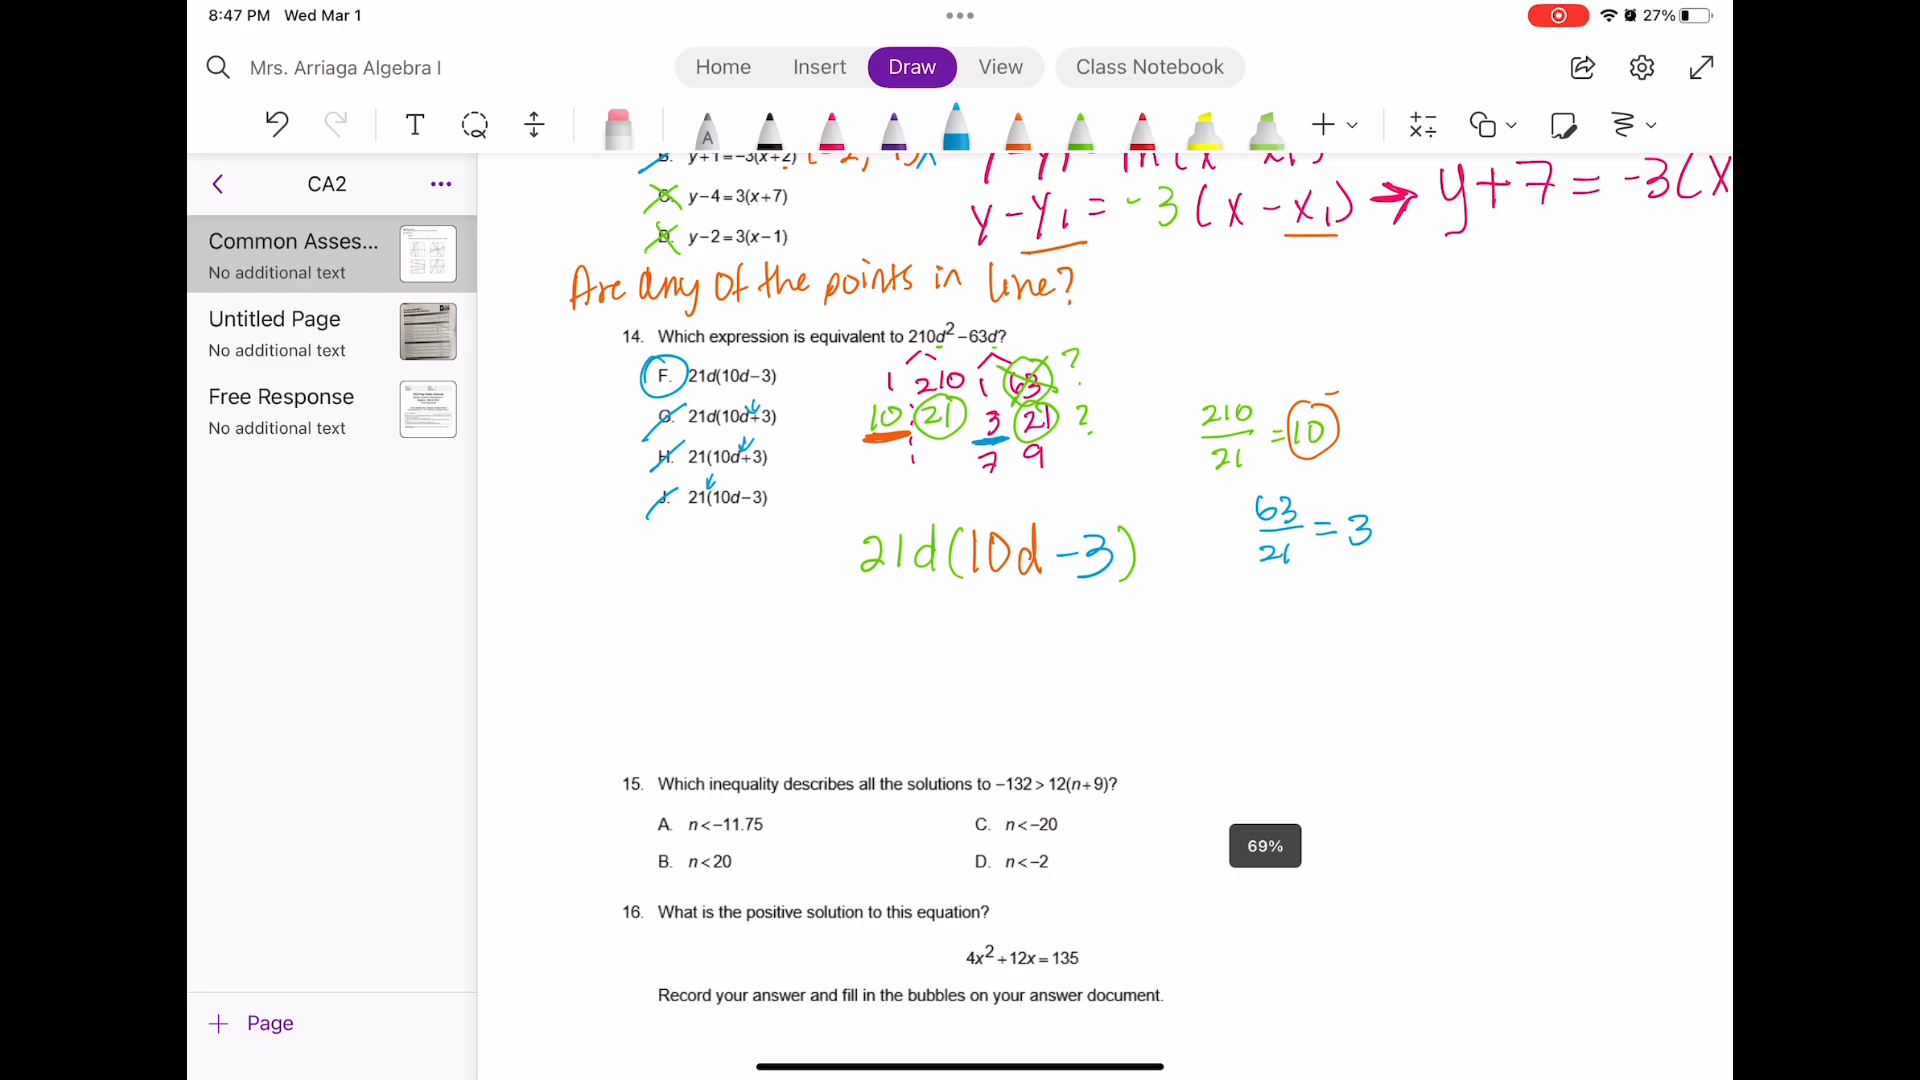 8:47 PM Wed Mar 1
27%
Mrs. Arriaga Algebra I
Home Insert Draw View Class Notebook
CA2
Common Asses...
No additional text
Untitled Page
No additional text
Free Response
No additional text
+ Page
B. y+1=−3(x+2)
C. y−4=3(x+7)
D. y−2=3(x−1)
y-y₁ = -3(x-x₁) → y+7=-3(x
Are any of the points in line?
14. Which expression is equivalent to 210d²−63d?
F. 21d(10d−3)
G. 21d(10d+3)
H. 21(10d+3)
J. 21(10d−3)
1 210 1 63 ?
10 21 3 21 ?
7 9
210/21 = 10
63/21 = 3
21d(10d-3)
15. Which inequality describes all the solutions to −132>12(n+9)?
A. n<−11.75 C. n<−20
B. n<20 D. n<−2
69%
16. What is the positive solution to this equation?
4x²+12x=135
Record your answer and fill in the bubbles on your answer document.